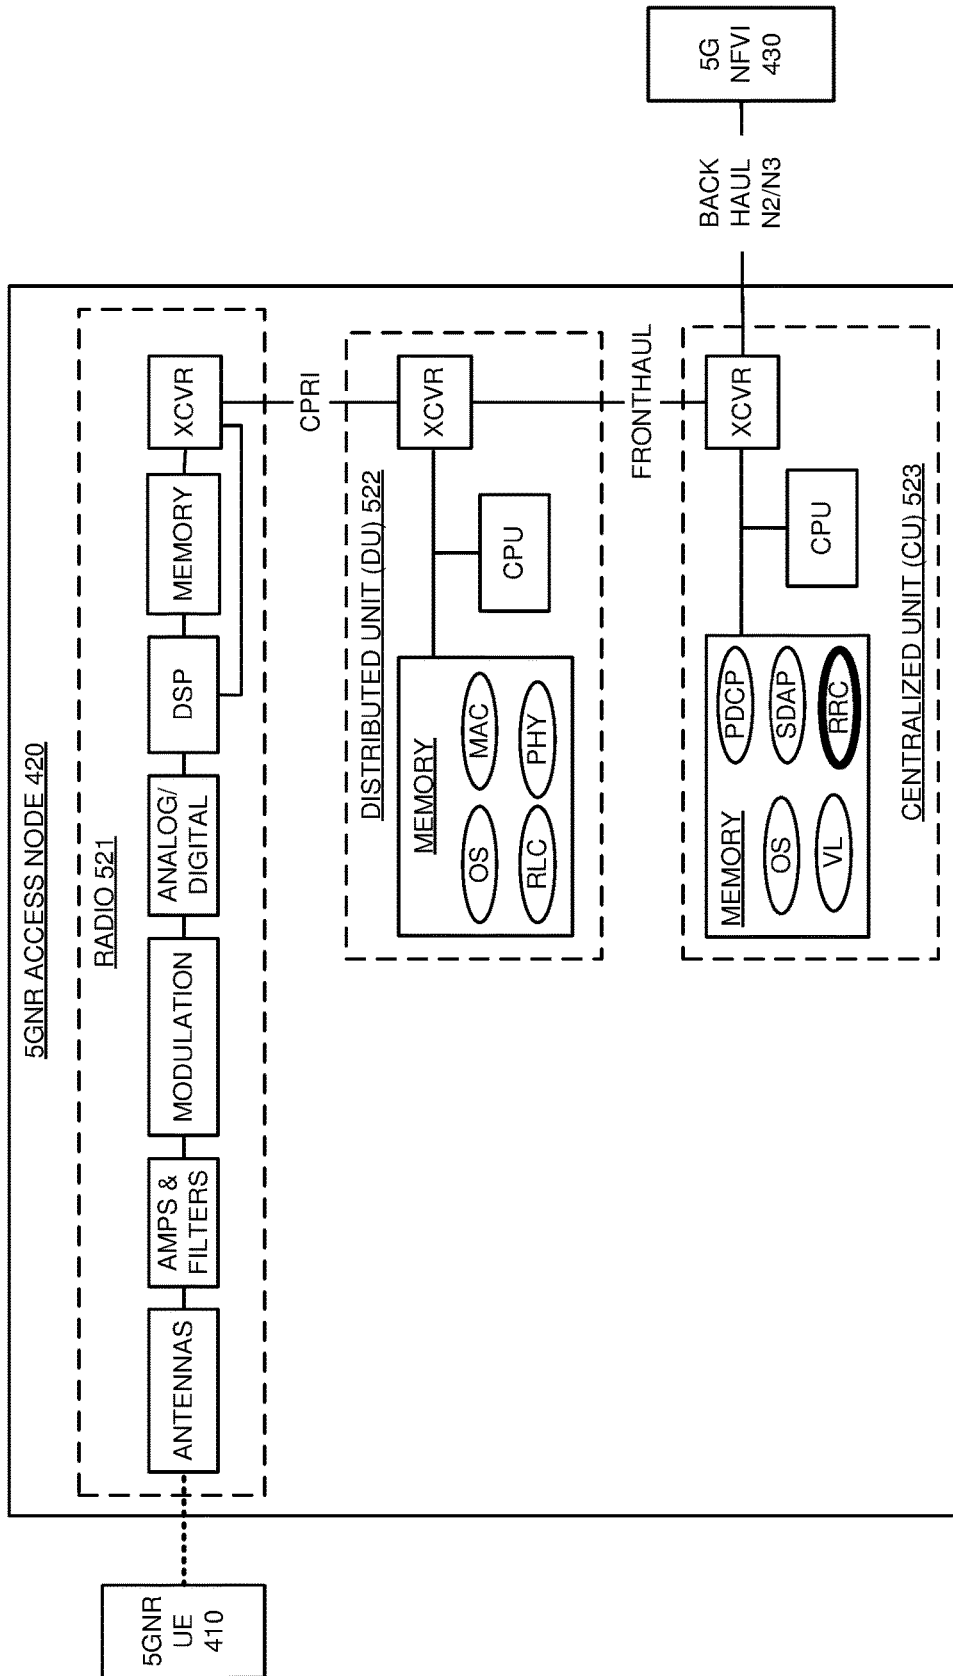 5GNR ACCESS NODE 420
RADIO 521
5GNR
UE
410
ANTENNAS
AMPS &
FILTERS
MODULATION
ANALOG/
DIGITAL
DSP
MEMORY
XCVR
CPRI
DISTRIBUTED UNIT (DU) 522
MEMORY
OS
MAC
RLC
PHY
CPU
XCVR
FRONTHAUL
MEMORY
OS
VL
PDCP
SDAP
RRC
CPU
XCVR
CENTRALIZED UNIT (CU) 523
BACK
HAUL
N2/N3
5G
NFVI
430